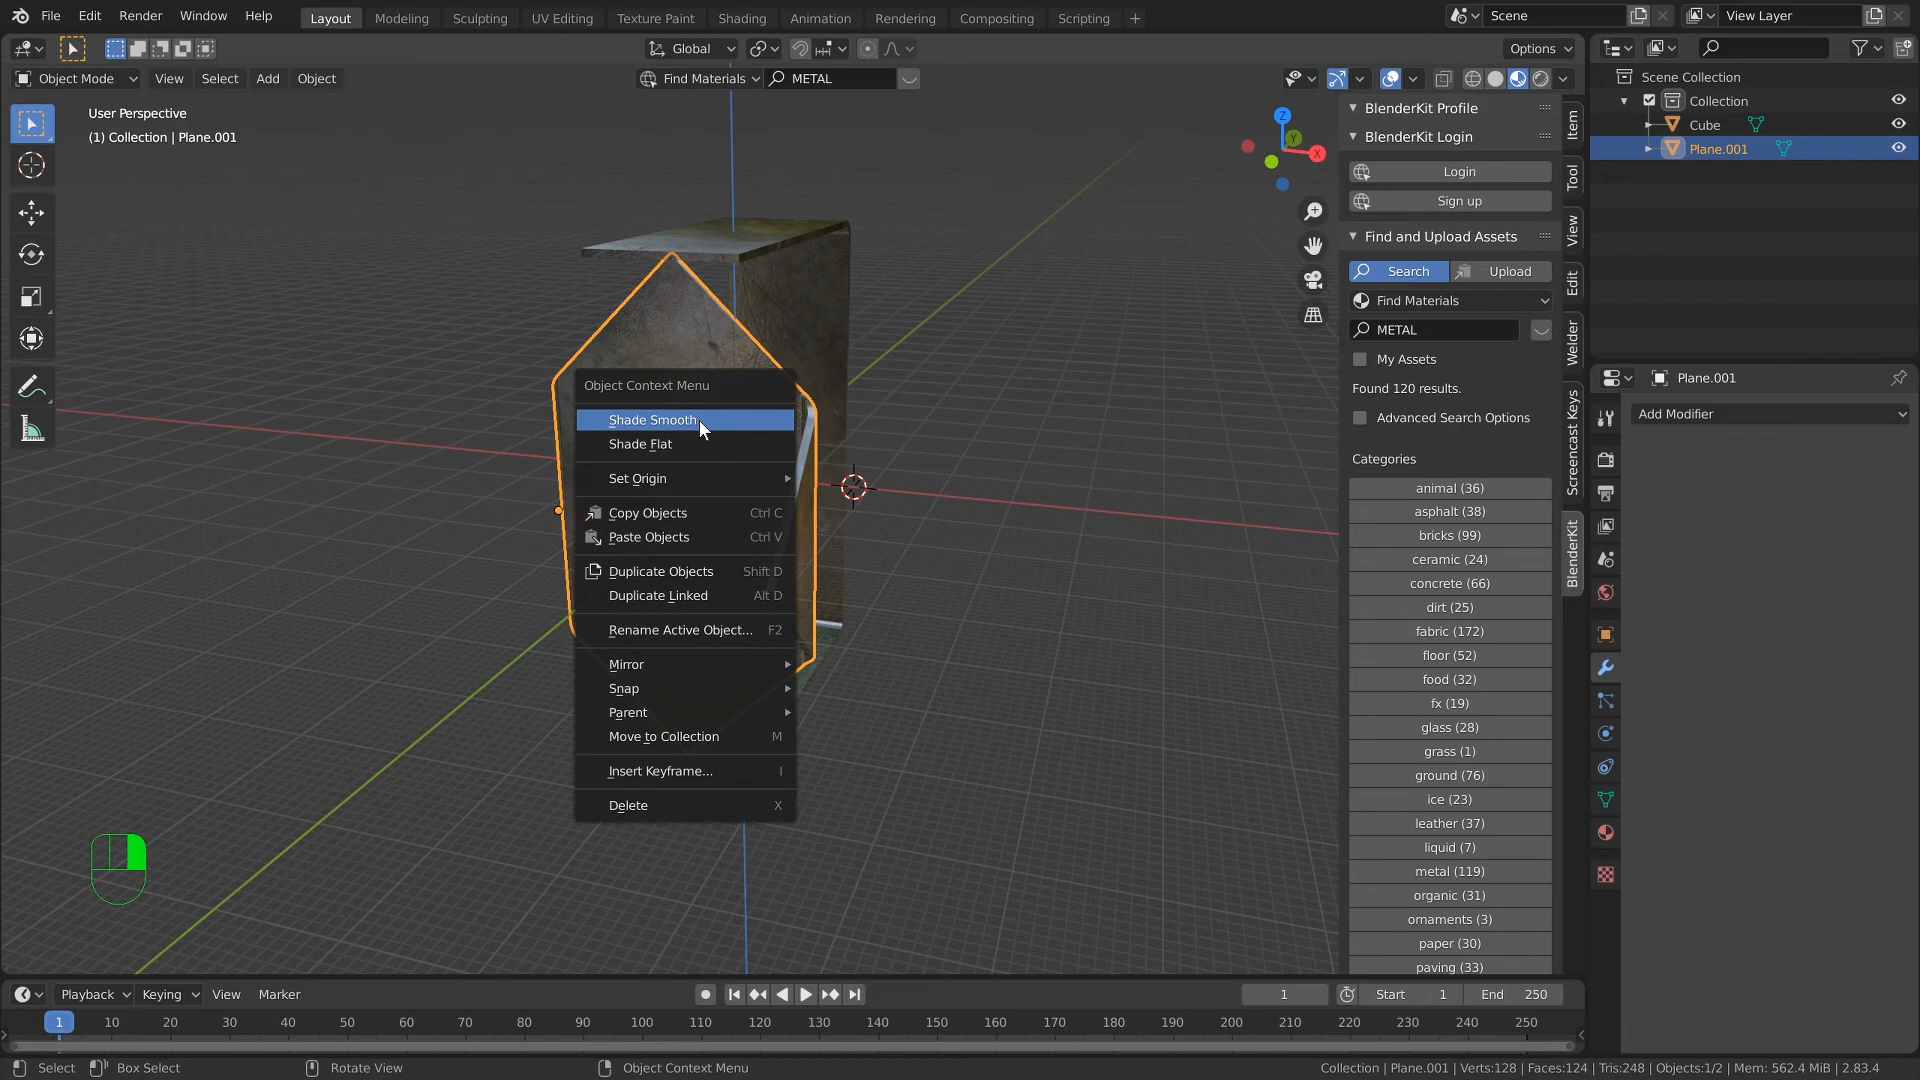 File Edit Render Window Help Layout Modeling Sculpting UV Editing Texture Paint Shading Animation Rendering Compositing Scripting + Scene View Layer
Global Options
Object Mode View Select Add Object Find Materials METAL
User Perspective
(1) Collection | Plane.001
Z
Y
X
Object Context Menu
Shade Smooth
Shade Flat
Set Origin
Copy Objects Ctrl C
Paste Objects Ctrl V
Duplicate Objects Shift D
Duplicate Linked Alt D
Rename Active Object... F2
Mirror
Snap
Parent
Move to Collection M
Insert Keyframe... I
Delete X
BlenderKit Profile
BlenderKit Login
Login
Sign up
Find and Upload Assets
Search Upload
Find Materials
METAL
My Assets
Found 120 results.
Advanced Search Options
Categories
animal (36)
asphalt (38)
bricks (99)
ceramic (24)
concrete (66)
dirt (25)
fabric (172)
floor (52)
food (32)
fx (19)
glass (28)
grass (1)
ground (76)
ice (23)
leather (37)
liquid (7)
metal (119)
organic (31)
ornaments (3)
paper (30)
paving (33)
Item
Tool
View
Edit
Welder
Screencast Keys
BlenderKit
Scene Collection
Collection
Cube
Plane.001
Plane.001
Add Modifier
Playback Keying View Marker 1 Start 1 End 250
1 10 20 30 40 50 60 70 80 90 100 110 120 130 140 150 160 170 180 190 200 210 220 230 240 250
Select Box Select Rotate View Object Context Menu Collection | Plane.001 | Verts:128 | Faces:124 | Tris:248 | Objects:1/2 | Mem: 562.4 MiB | 2.83.4